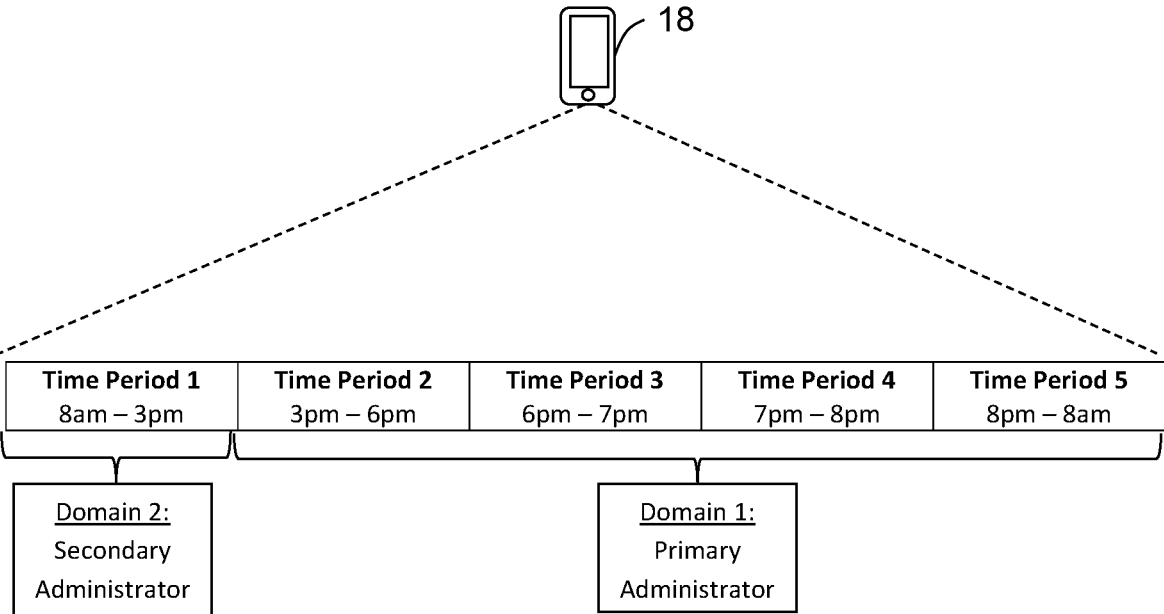 18
Time Period 1
8am – 3pm
Time Period 2
3pm – 6pm
Time Period 3
6pm – 7pm
Time Period 4
7pm – 8pm
Time Period 5
8pm – 8am
Domain 2:
Secondary
Administrator
Domain 1:
Primary
Administrator